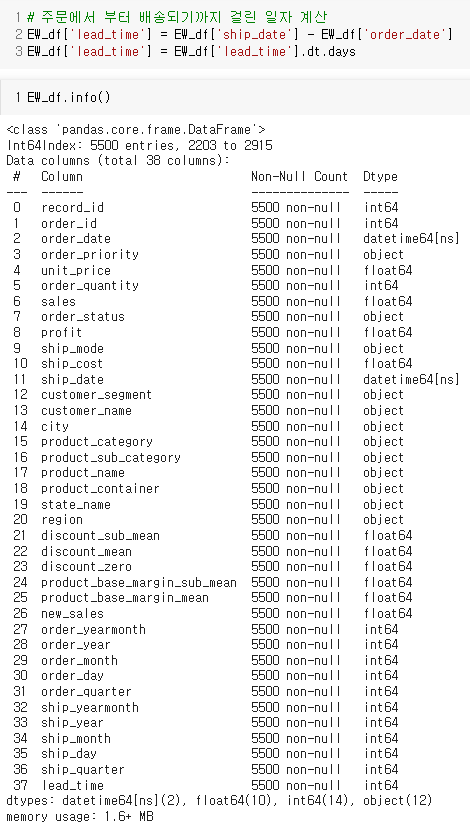 1 # 주문에서 부터 배송되기까지 걸린 일자 계산
2 EW_df['lead_time'] = EW_df['ship_date'] - EW_df['order_date']
3 EW_df['lead_time'] = EW_df['lead_time'].dt.days
1 EW_df.info()
<class 'pandas.core.frame.DataFrame'>
Int64Index: 5500 entries, 2203 to 2915
Data columns (total 38 columns):
 #   Column                        Non-Null Count  Dtype
---  ------                        --------------  -----
 0   record_id                     5500 non-null   int64
 1   order_id                      5500 non-null   int64
 2   order_date                    5500 non-null   datetime64[ns]
 3   order_priority                5500 non-null   object
 4   unit_price                    5500 non-null   float64
 5   order_quantity                5500 non-null   int64
 6   sales                         5500 non-null   float64
 7   order_status                  5500 non-null   object
 8   profit                        5500 non-null   float64
 9   ship_mode                     5500 non-null   object
 10  ship_cost                     5500 non-null   float64
 11  ship_date                     5500 non-null   datetime64[ns]
 12  customer_segment              5500 non-null   object
 13  customer_name                 5500 non-null   object
 14  city                          5500 non-null   object
 15  product_category              5500 non-null   object
 16  product_sub_category          5500 non-null   object
 17  product_name                  5500 non-null   object
 18  product_container             5500 non-null   object
 19  state_name                    5500 non-null   object
 20  region                        5500 non-null   object
 21  discount_sub_mean             5500 non-null   float64
 22  discount_mean                 5500 non-null   float64
 23  discount_zero                 5500 non-null   float64
 24  product_base_margin_sub_mean  5500 non-null   float64
 25  product_base_margin_mean      5500 non-null   float64
 26  new_sales                     5500 non-null   float64
 27  order_yearmonth               5500 non-null   int64
 28  order_year                    5500 non-null   int64
 29  order_month                   5500 non-null   int64
 30  order_day                     5500 non-null   int64
 31  order_quarter                 5500 non-null   int64
 32  ship_yearmonth                5500 non-null   int64
 33  ship_year                     5500 non-null   int64
 34  ship_month                    5500 non-null   int64
 35  ship_day                      5500 non-null   int64
 36  ship_quarter                  5500 non-null   int64
 37  lead_time                     5500 non-null   int64
dtypes: datetime64[ns](2), float64(10), int64(14), object(12)
memory usage: 1.6+ MB